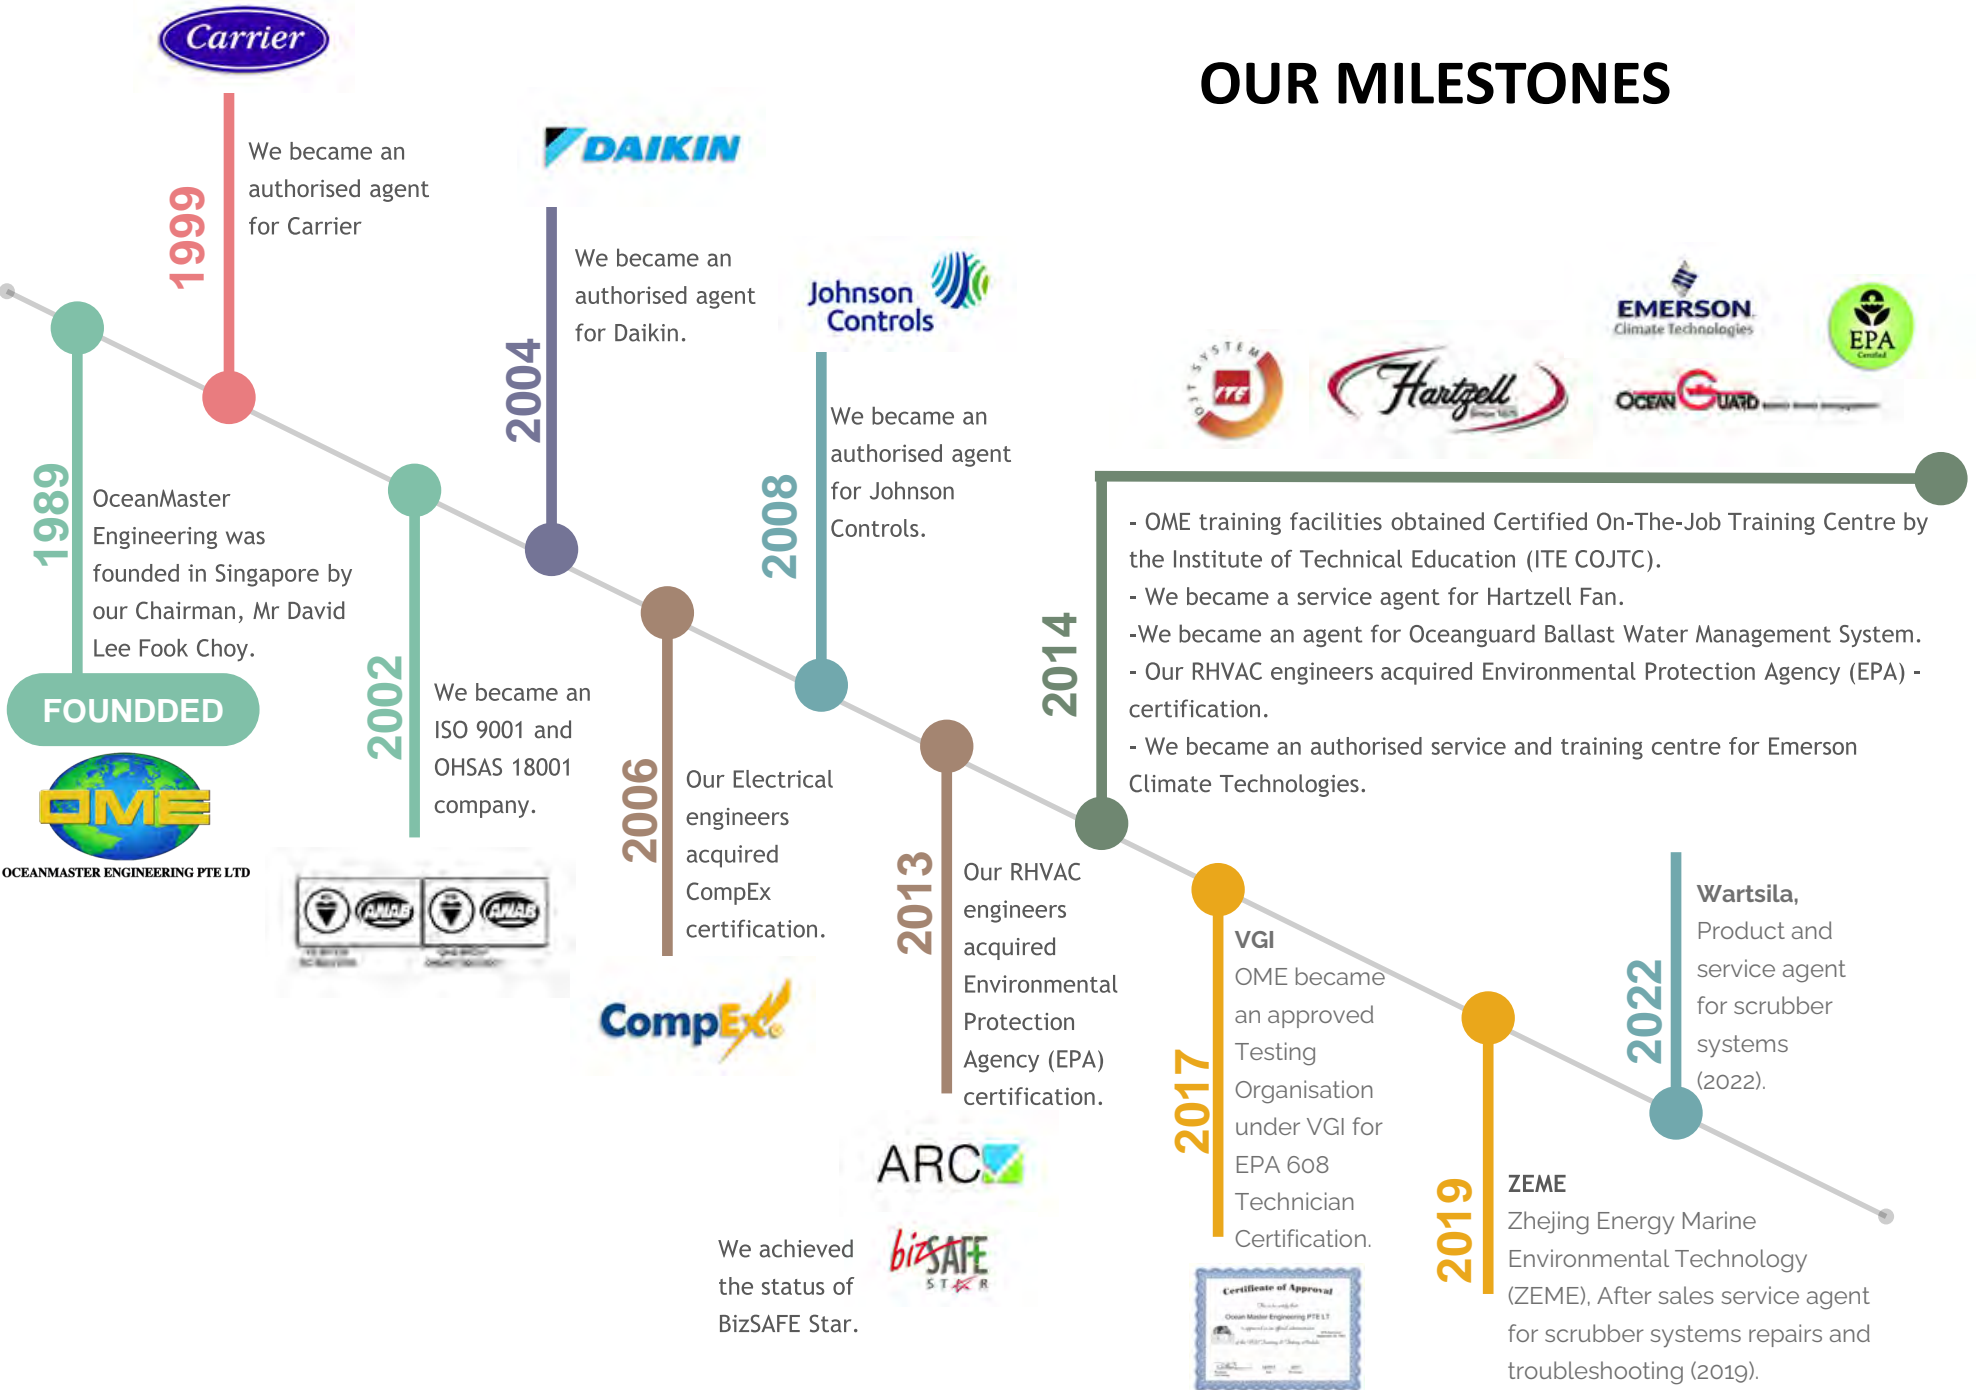 OUR MILESTONES
Carrier
1999
We became an
authorised agent
for Carrier
1989
OceanMaster
Engineering was
founded in Singapore by
our Chairman, Mr David
Lee Fook Choy.
FOUNDDED
OME
OCEANMASTER ENGINEERING PTE LTD
2002
We became an
ISO 9001 and
OHSAS 18001
company.
ANAB
ANAB
DAIKIN
2004
We became an
authorised agent
for Daikin.
2006
Our Electrical
engineers
acquired
CompEx
certification.
CompEx
Johnson
Controls
2008
We became an
authorised agent
for Johnson
Controls.
2013
Our RHVAC
engineers
acquired
Environmental
Protection
Agency (EPA)
certification.
ARC
We achieved
the status of
BizSAFE Star.
bizSAFE
STAR
OJT SYSTEM
ITE
Hartzell
EMERSON
Climate Technologies
OCEAN GUARD
EPA
Certified
2014
- OME training facilities obtained Certified On-The-Job Training Centre by
the Institute of Technical Education (ITE COJTC).
- We became a service agent for Hartzell Fan.
-We became an agent for Oceanguard Ballast Water Management System.
- Our RHVAC engineers acquired Environmental Protection Agency (EPA) -
certification.
- We became an authorised service and training centre for Emerson
Climate Technologies.
2017
VGI
OME became
an approved
Testing
Organisation
under VGI for
EPA 608
Technician
Certification.
Certificate of Approval
Ocean Master Engineering PTE LT
2019
ZEME
Zhejing Energy Marine
Environmental Technology
(ZEME), After sales service agent
for scrubber systems repairs and
troubleshooting (2019).
2022
Wartsila,
Product and
service agent
for scrubber
systems
(2022).